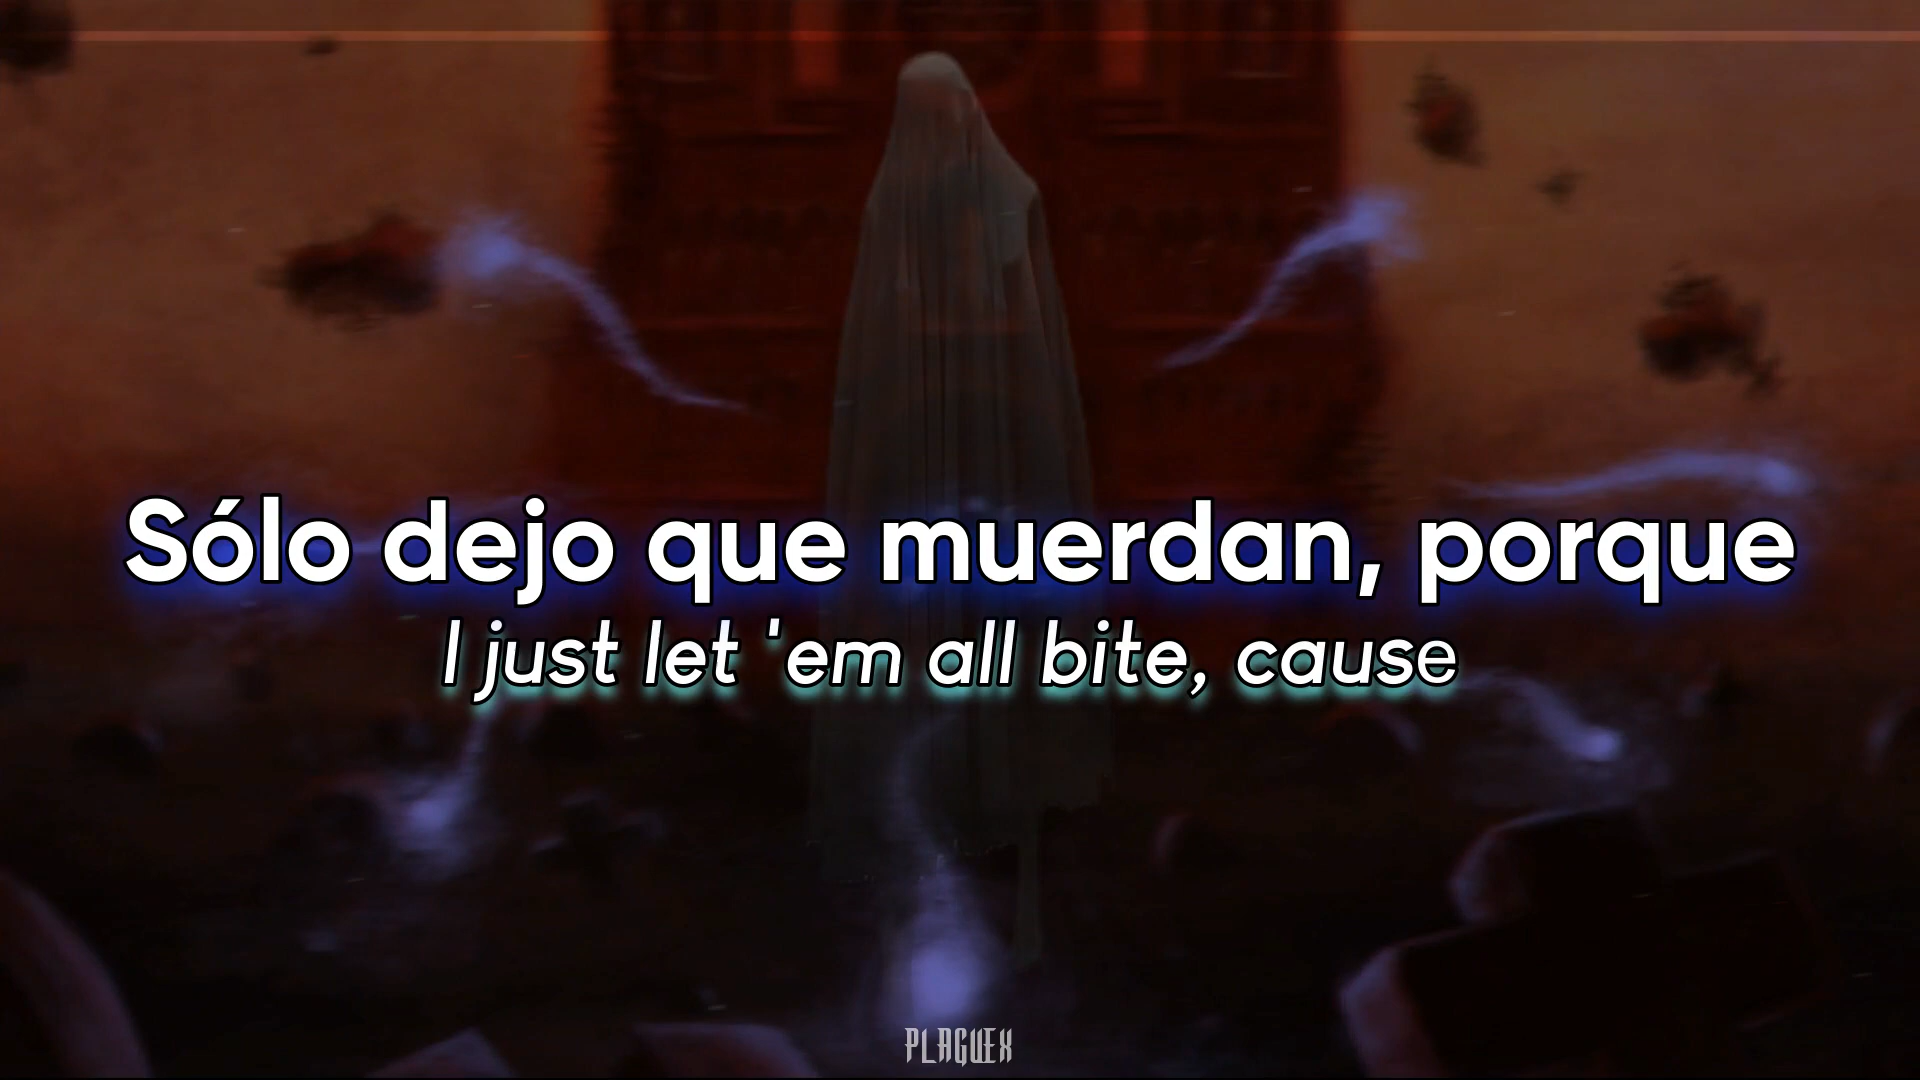 Sólo dejo que muerdan, porque
I just let 'em all bite, cause
PLAGUEX